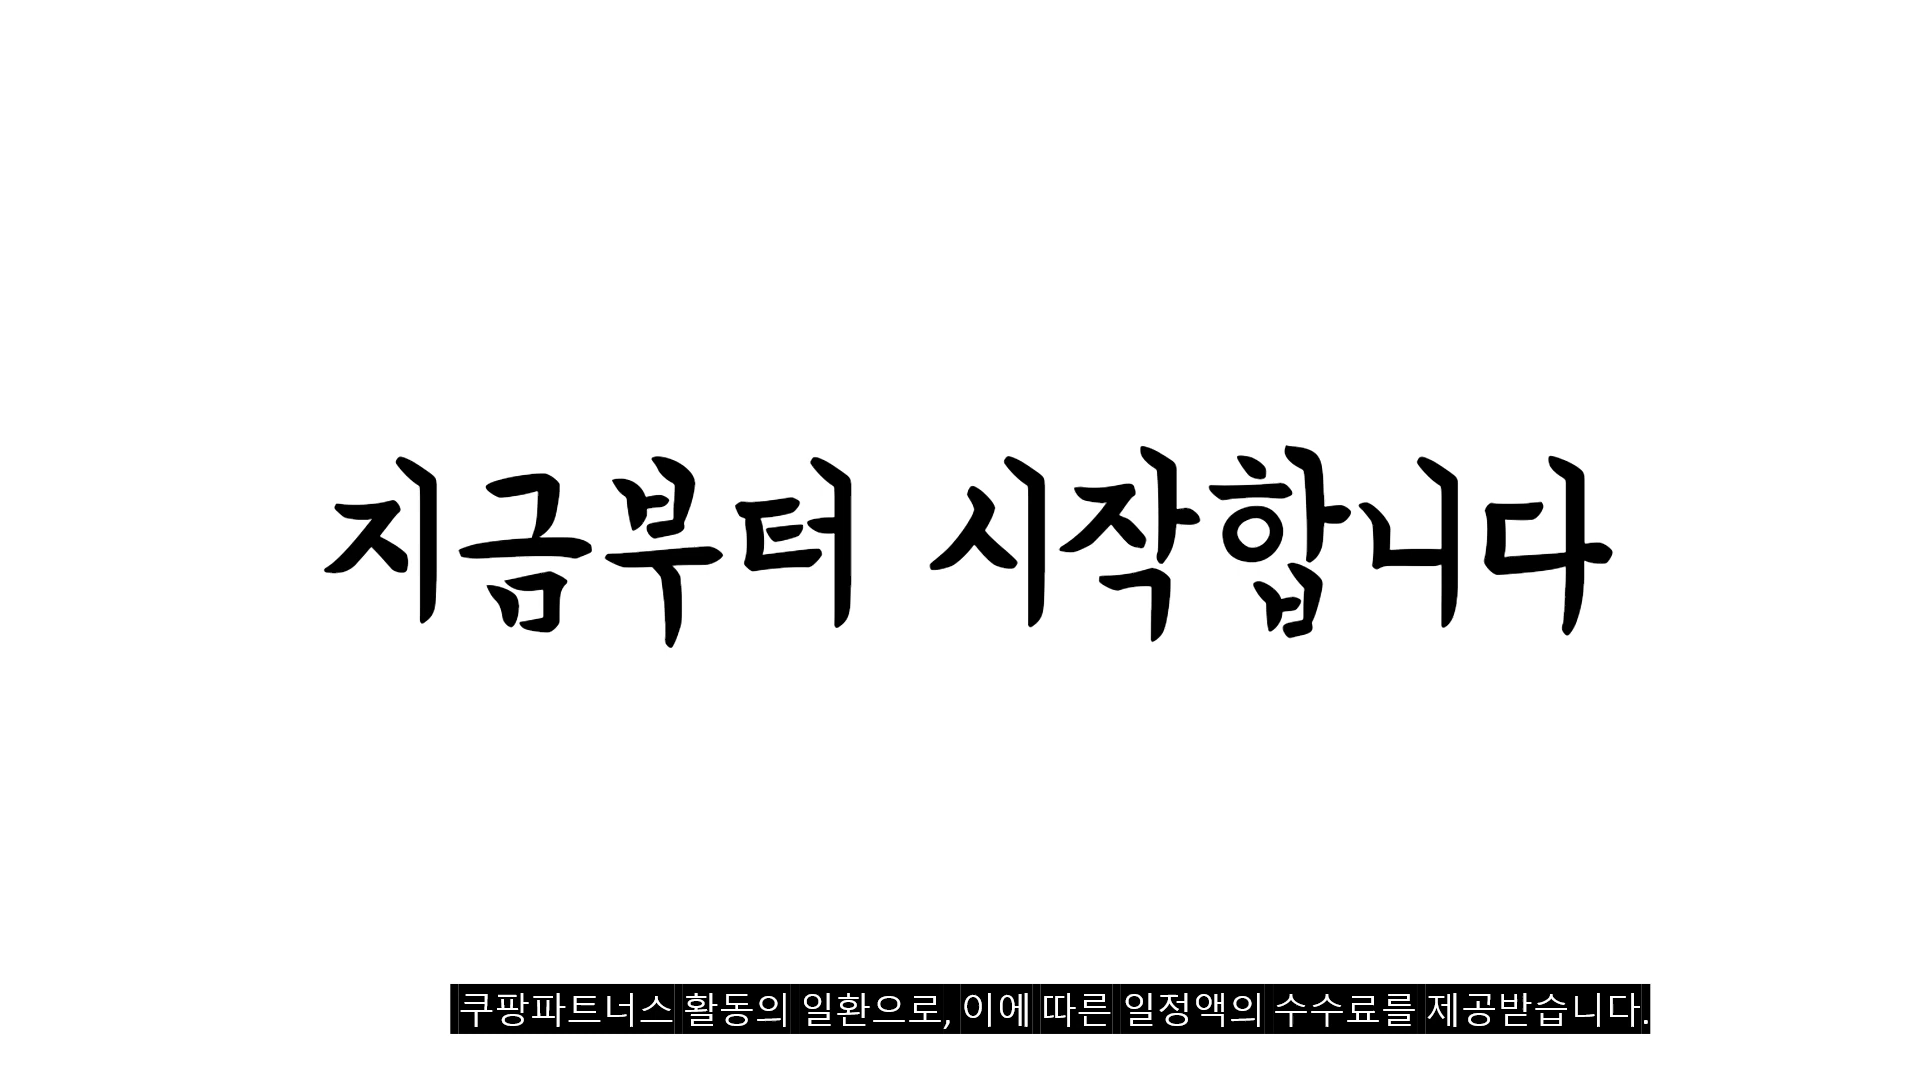 지금부터 시작합니다
쿠팡파트너스 활동의 일환으로, 이에 따른 일정액의 수수료를 제공받습니다.